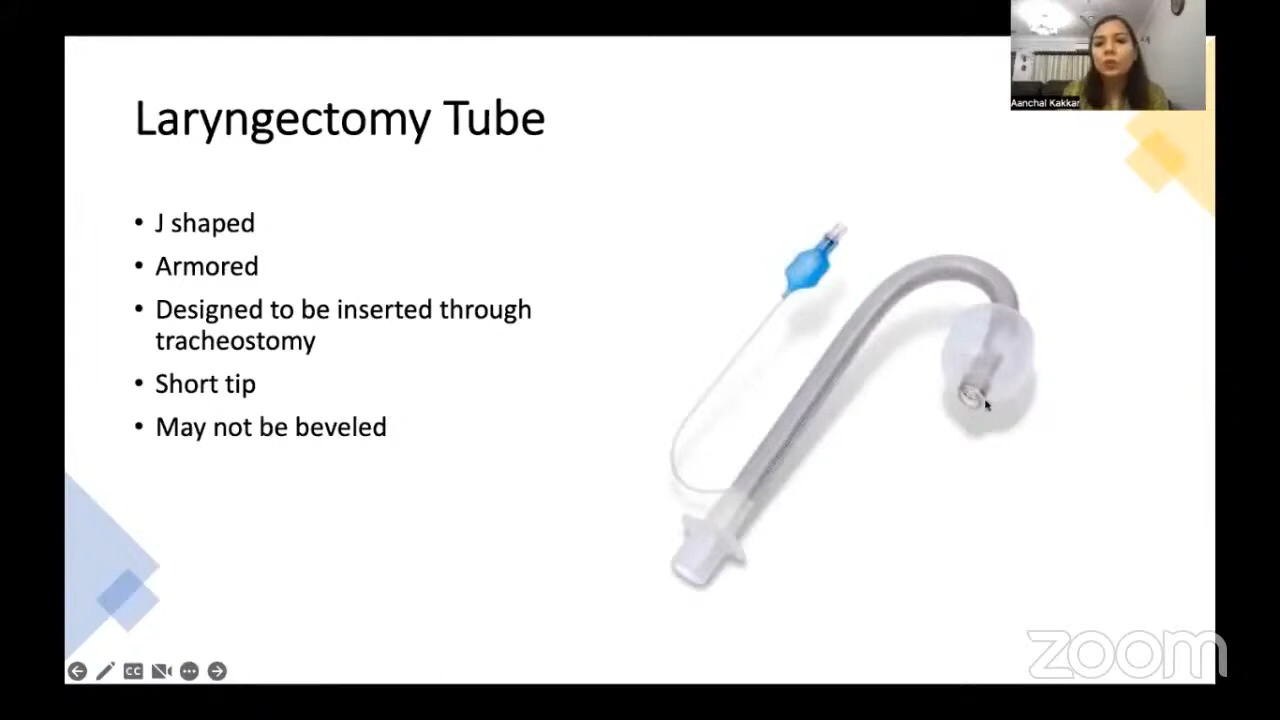 Aanchal Kakkar
Laryngectomy Tube
• J shaped
• Armored
• Designed to be inserted through
tracheostomy
• Short tip
• May not be beveled
CC
zoom